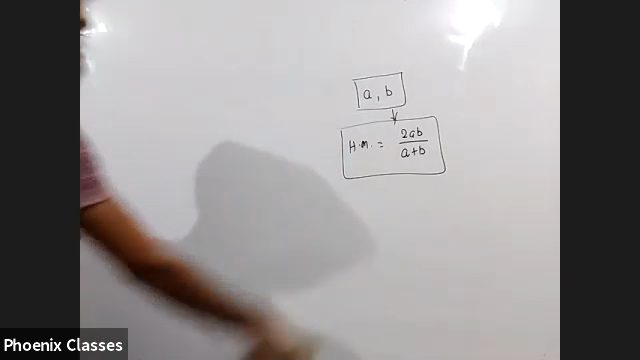 a, b
H.M. = 2ab / a+b
Phoenix Classes